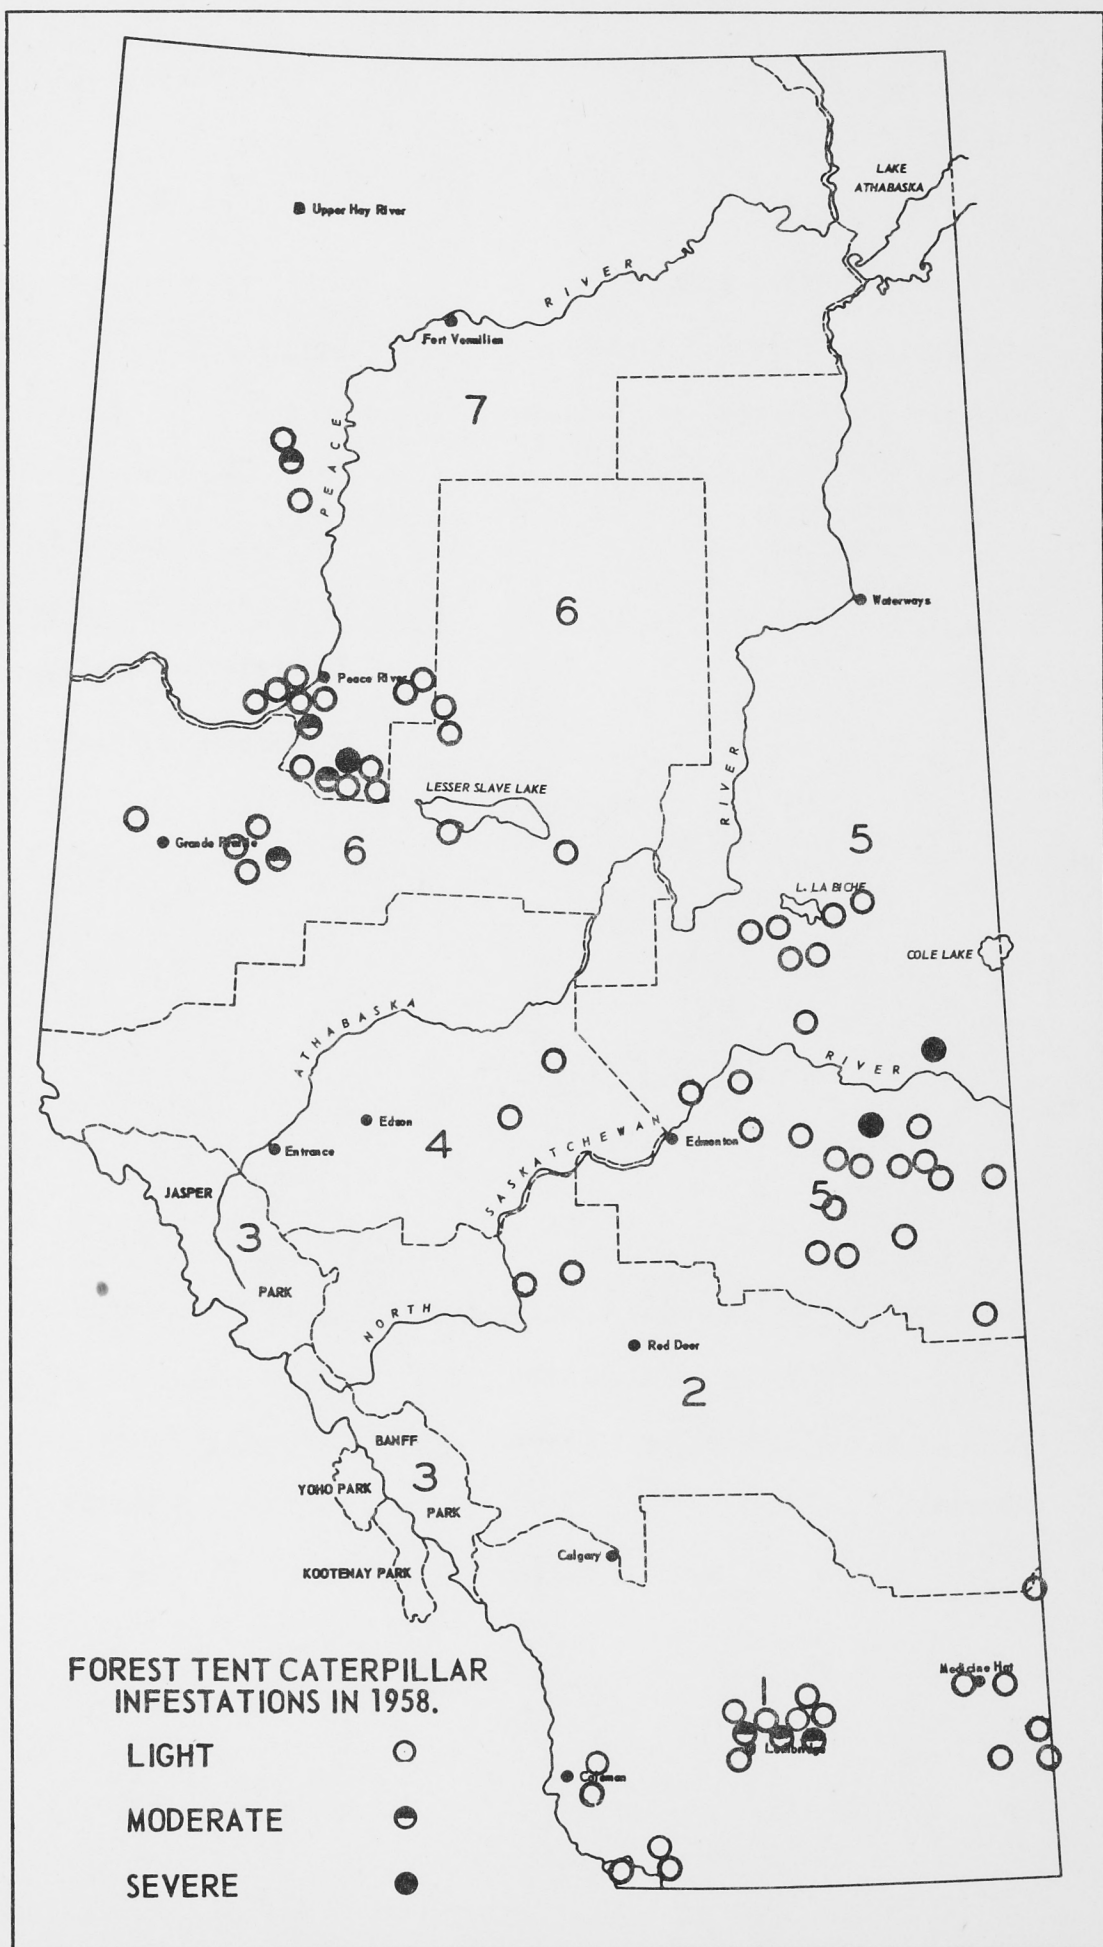 LAKE
ATHABASKA
Upper Hay River
RIVER
Fort Vermilian
7
PEACE
6
Waterways
Peace River
RIVER
LESSER SLAVE LAKE
Grande Prairie
6
5
L. LA BICHE
COLE LAKE
ATHABASKA
RIVER
Edson
4
SASKATCHEWAN
Edmonton
Entrance
JASPER
3
PARK
5
NORTH
Red Deer
2
BANFF
3
YOHO PARK
PARK
Calgary
KOOTENAY PARK
FOREST TENT CATERPILLAR
INFESTATIONS IN 1958.
Medicine Hat
1
LIGHT
Lethbridge
Coleman
MODERATE
SEVERE